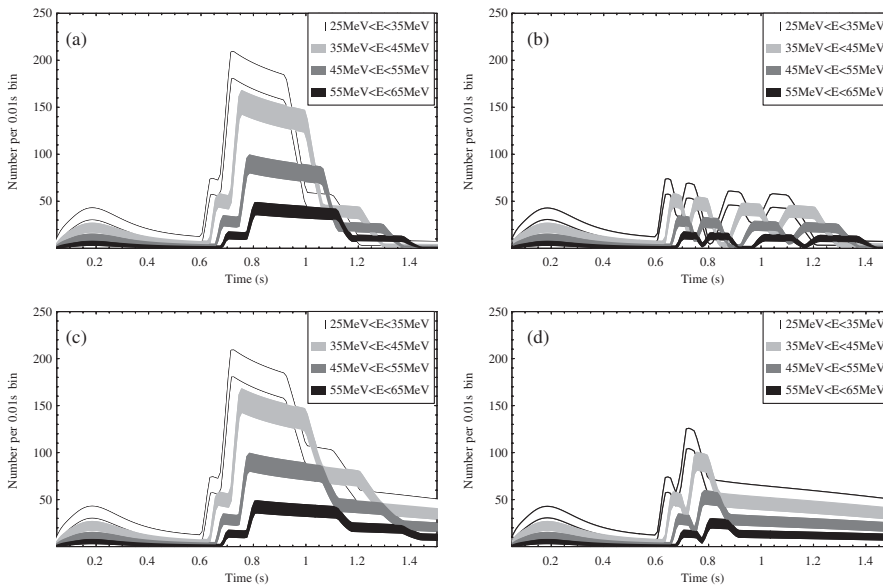 (a)
25MeV<E<35MeV
35MeV<E<45MeV
45MeV<E<55MeV
55MeV<E<65MeV
250
200
150
100
50
Number per 0.01s bin
0.2 0.4 0.6 0.8 1 1.2 1.4
Time (s)
(b)
25MeV<E<35MeV
35MeV<E<45MeV
45MeV<E<55MeV
55MeV<E<65MeV
250
200
150
100
50
Number per 0.01s bin
0.2 0.4 0.6 0.8 1 1.2 1.4
Time (s)
(c)
25MeV<E<35MeV
35MeV<E<45MeV
45MeV<E<55MeV
55MeV<E<65MeV
250
200
150
100
50
Number per 0.01s bin
0.2 0.4 0.6 0.8 1 1.2 1.4
Time (s)
(d)
25MeV<E<35MeV
35MeV<E<45MeV
45MeV<E<55MeV
55MeV<E<65MeV
250
200
150
100
50
Number per 0.01s bin
0.2 0.4 0.6 0.8 1 1.2 1.4
Time (s)